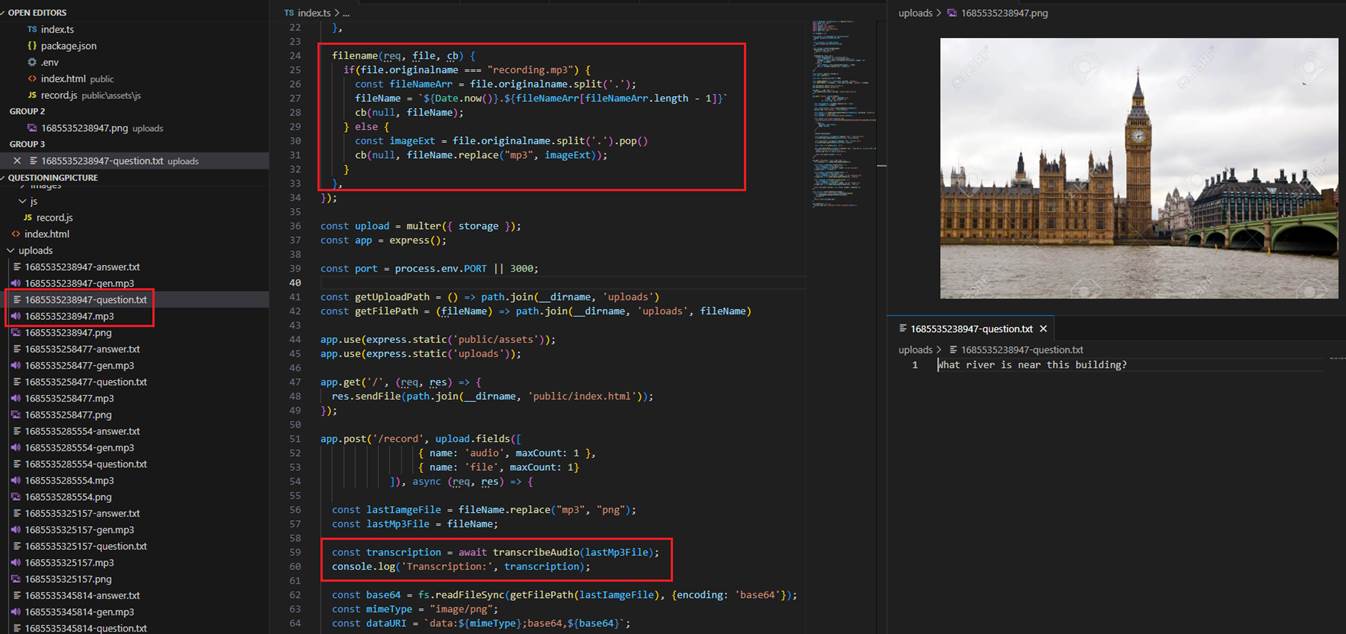 OPEN EDITORS
TS index.ts
{} package.json
.env
<> index.html public
JS record.js public\assets\js
GROUP 2
1685535238947.png uploads
GROUP 3
1685535238947-question.txt uploads
QUESTIONINGPICTURE
images
js
JS record.js
<> index.html
uploads
1685535238947-answer.txt
1685535238947-gen.mp3
1685535238947-question.txt
1685535238947.mp3
1685535238947.png
1685535258477-answer.txt
1685535258477-gen.mp3
1685535258477-question.txt
1685535258477.mp3
1685535258477.png
1685535285554-answer.txt
1685535285554-gen.mp3
1685535285554-question.txt
1685535285554.mp3
1685535285554.png
1685535325157-answer.txt
1685535325157-gen.mp3
1685535325157-question.txt
1685535325157.mp3
1685535325157.png
1685535345814-answer.txt
1685535345814-gen.mp3
1685535345814-question.txt
TS index.ts > ...
22 },
23
24 filename(req, file, cb) {
25 if(file.originalname === "recording.mp3") {
26 const fileNameArr = file.originalname.split('.');
27 fileName = `${Date.now()}.${fileNameArr[fileNameArr.length - 1]}`
28 cb(null, fileName);
29 } else {
30 const imageExt = file.originalname.split('.').pop()
31 cb(null, fileName.replace("mp3", imageExt));
32 }
33 },
34 });
35
36 const upload = multer({ storage });
37 const app = express();
38
39 const port = process.env.PORT || 3000;
40
41 const getUploadPath = () => path.join(__dirname, 'uploads')
42 const getFilePath = (fileName) => path.join(__dirname, 'uploads', fileName)
43
44 app.use(express.static('public/assets'));
45 app.use(express.static('uploads'));
46
47 app.get('/', (req, res) => {
48 res.sendFile(path.join(__dirname, 'public/index.html'));
49 });
50
51 app.post('/record', upload.fields([
52 { name: 'audio', maxCount: 1 },
53 { name: 'file', maxCount: 1}
54 ]), async (req, res) => {
55
56 const lastIamgeFile = fileName.replace("mp3", "png");
57 const lastMp3File = fileName;
58
59 const transcription = await transcribeAudio(lastMp3File);
60 console.log('Transcription:', transcription);
61
62 const base64 = fs.readFileSync(getFilePath(lastIamgeFile), {encoding: 'base64'});
63 const mimeType = "image/png";
64 const dataURI = `data:${mimeType};base64,${base64}`;
uploads > 1685535238947.png
1685535238947-question.txt
uploads > 1685535238947-question.txt
1 What river is near this building?